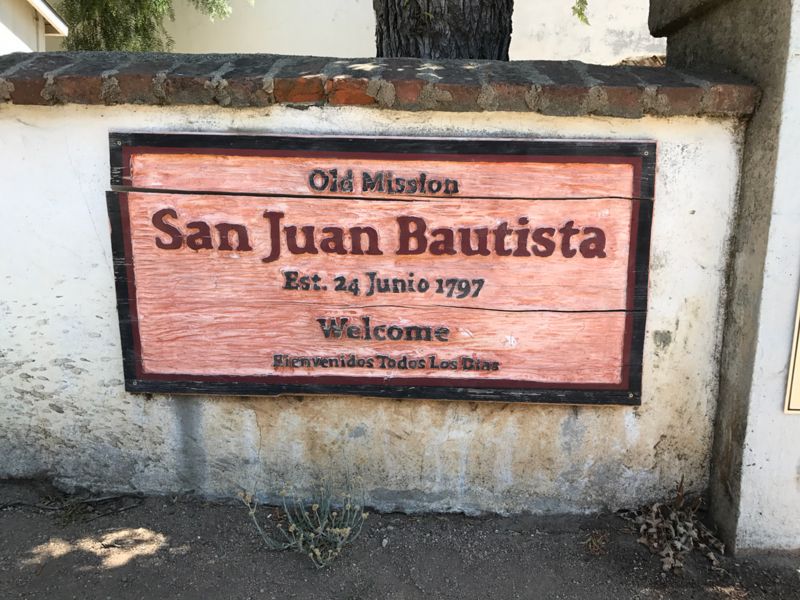 Old Mission
San Juan Bautista
Est. 24 Junio 1797
Welcome
Bienvenidos Todos Los Dias